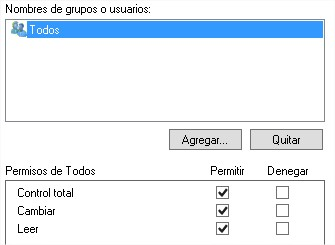 Nombres de grupos o usuarios:
Todos
Agregar... Quitar
Permisos de Todos Permitir Denegar
Control total
Cambiar
Leer